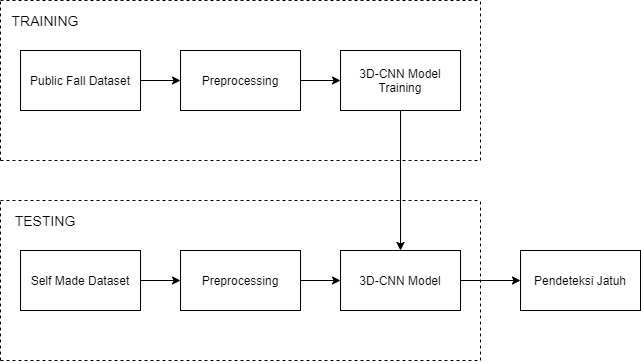 TRAINING
Public Fall Dataset
Preprocessing
3D-CNN Model
Training
TESTING
Self Made Dataset
Preprocessing
3D-CNN Model
Pendeteksi Jatuh